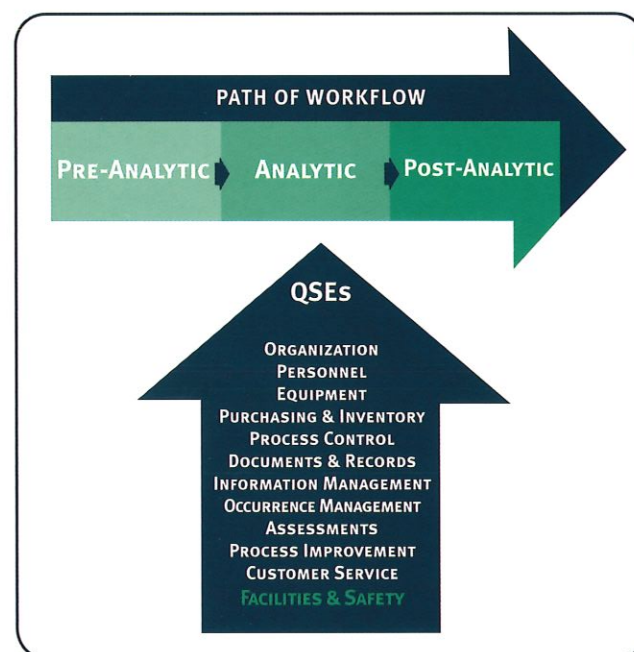 PATH OF WORKFLOW
PRE-ANALYTIC
ANALYTIC
POST-ANALYTIC
QSEs
ORGANIZATION
PERSONNEL
EQUIPMENT
PURCHASING & INVENTORY
PROCESS CONTROL
DOCUMENTS & RECORDS
INFORMATION MANAGEMENT
OCCURRENCE MANAGEMENT
ASSESSMENTS
PROCESS IMPROVEMENT
CUSTOMER SERVICE
FACILITIES & SAFETY